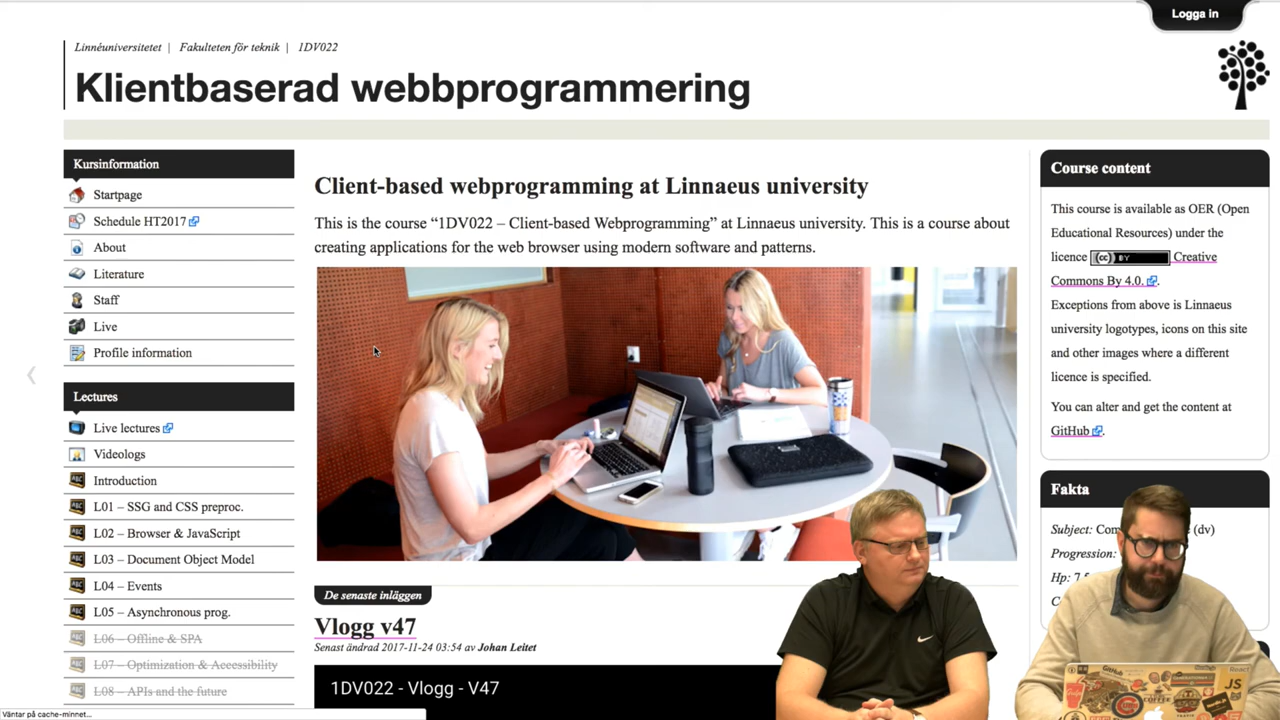 Logga in
Linnéuniversitetet | Fakulteten för teknik | 1DV022
Klientbaserad webbprogrammering
Kursinformation
Startpage
Schedule HT2017
About
Literature
Staff
Live
Profile information
Lectures
Live lectures
Videologs
Introduction
L01 – SSG and CSS preproc.
L02 – Browser & JavaScript
L03 – Document Object Model
L04 – Events
L05 – Asynchronous prog.
L06 – Offline & SPA
L07 – Optimization & Accessibility
L08 – APIs and the future
Client-based webprogramming at Linnaeus university
This is the course “1DV022 – Client-based Webprogramming” at Linnaeus university. This is a course about
creating applications for the web browser using modern software and patterns.
De senaste inläggen
Vlogg v47
Senast ändrad 2017-11-24 03:54 av Johan Leitet
1DV022 - Vlogg - V47
Course content
This course is available as OER (Open
Educational Resources) under the
licence (cc) BY Creative
Commons By 4.0. .
Exceptions from above is Linnaeus
university logotypes, icons on this site
and other images where a different
licence is specified.
You can alter and get the content at
GitHub .
Fakta
Subject: (dv)
Progression:
Hp:
GitHub
React
JS
Väntar på cache-minnet...